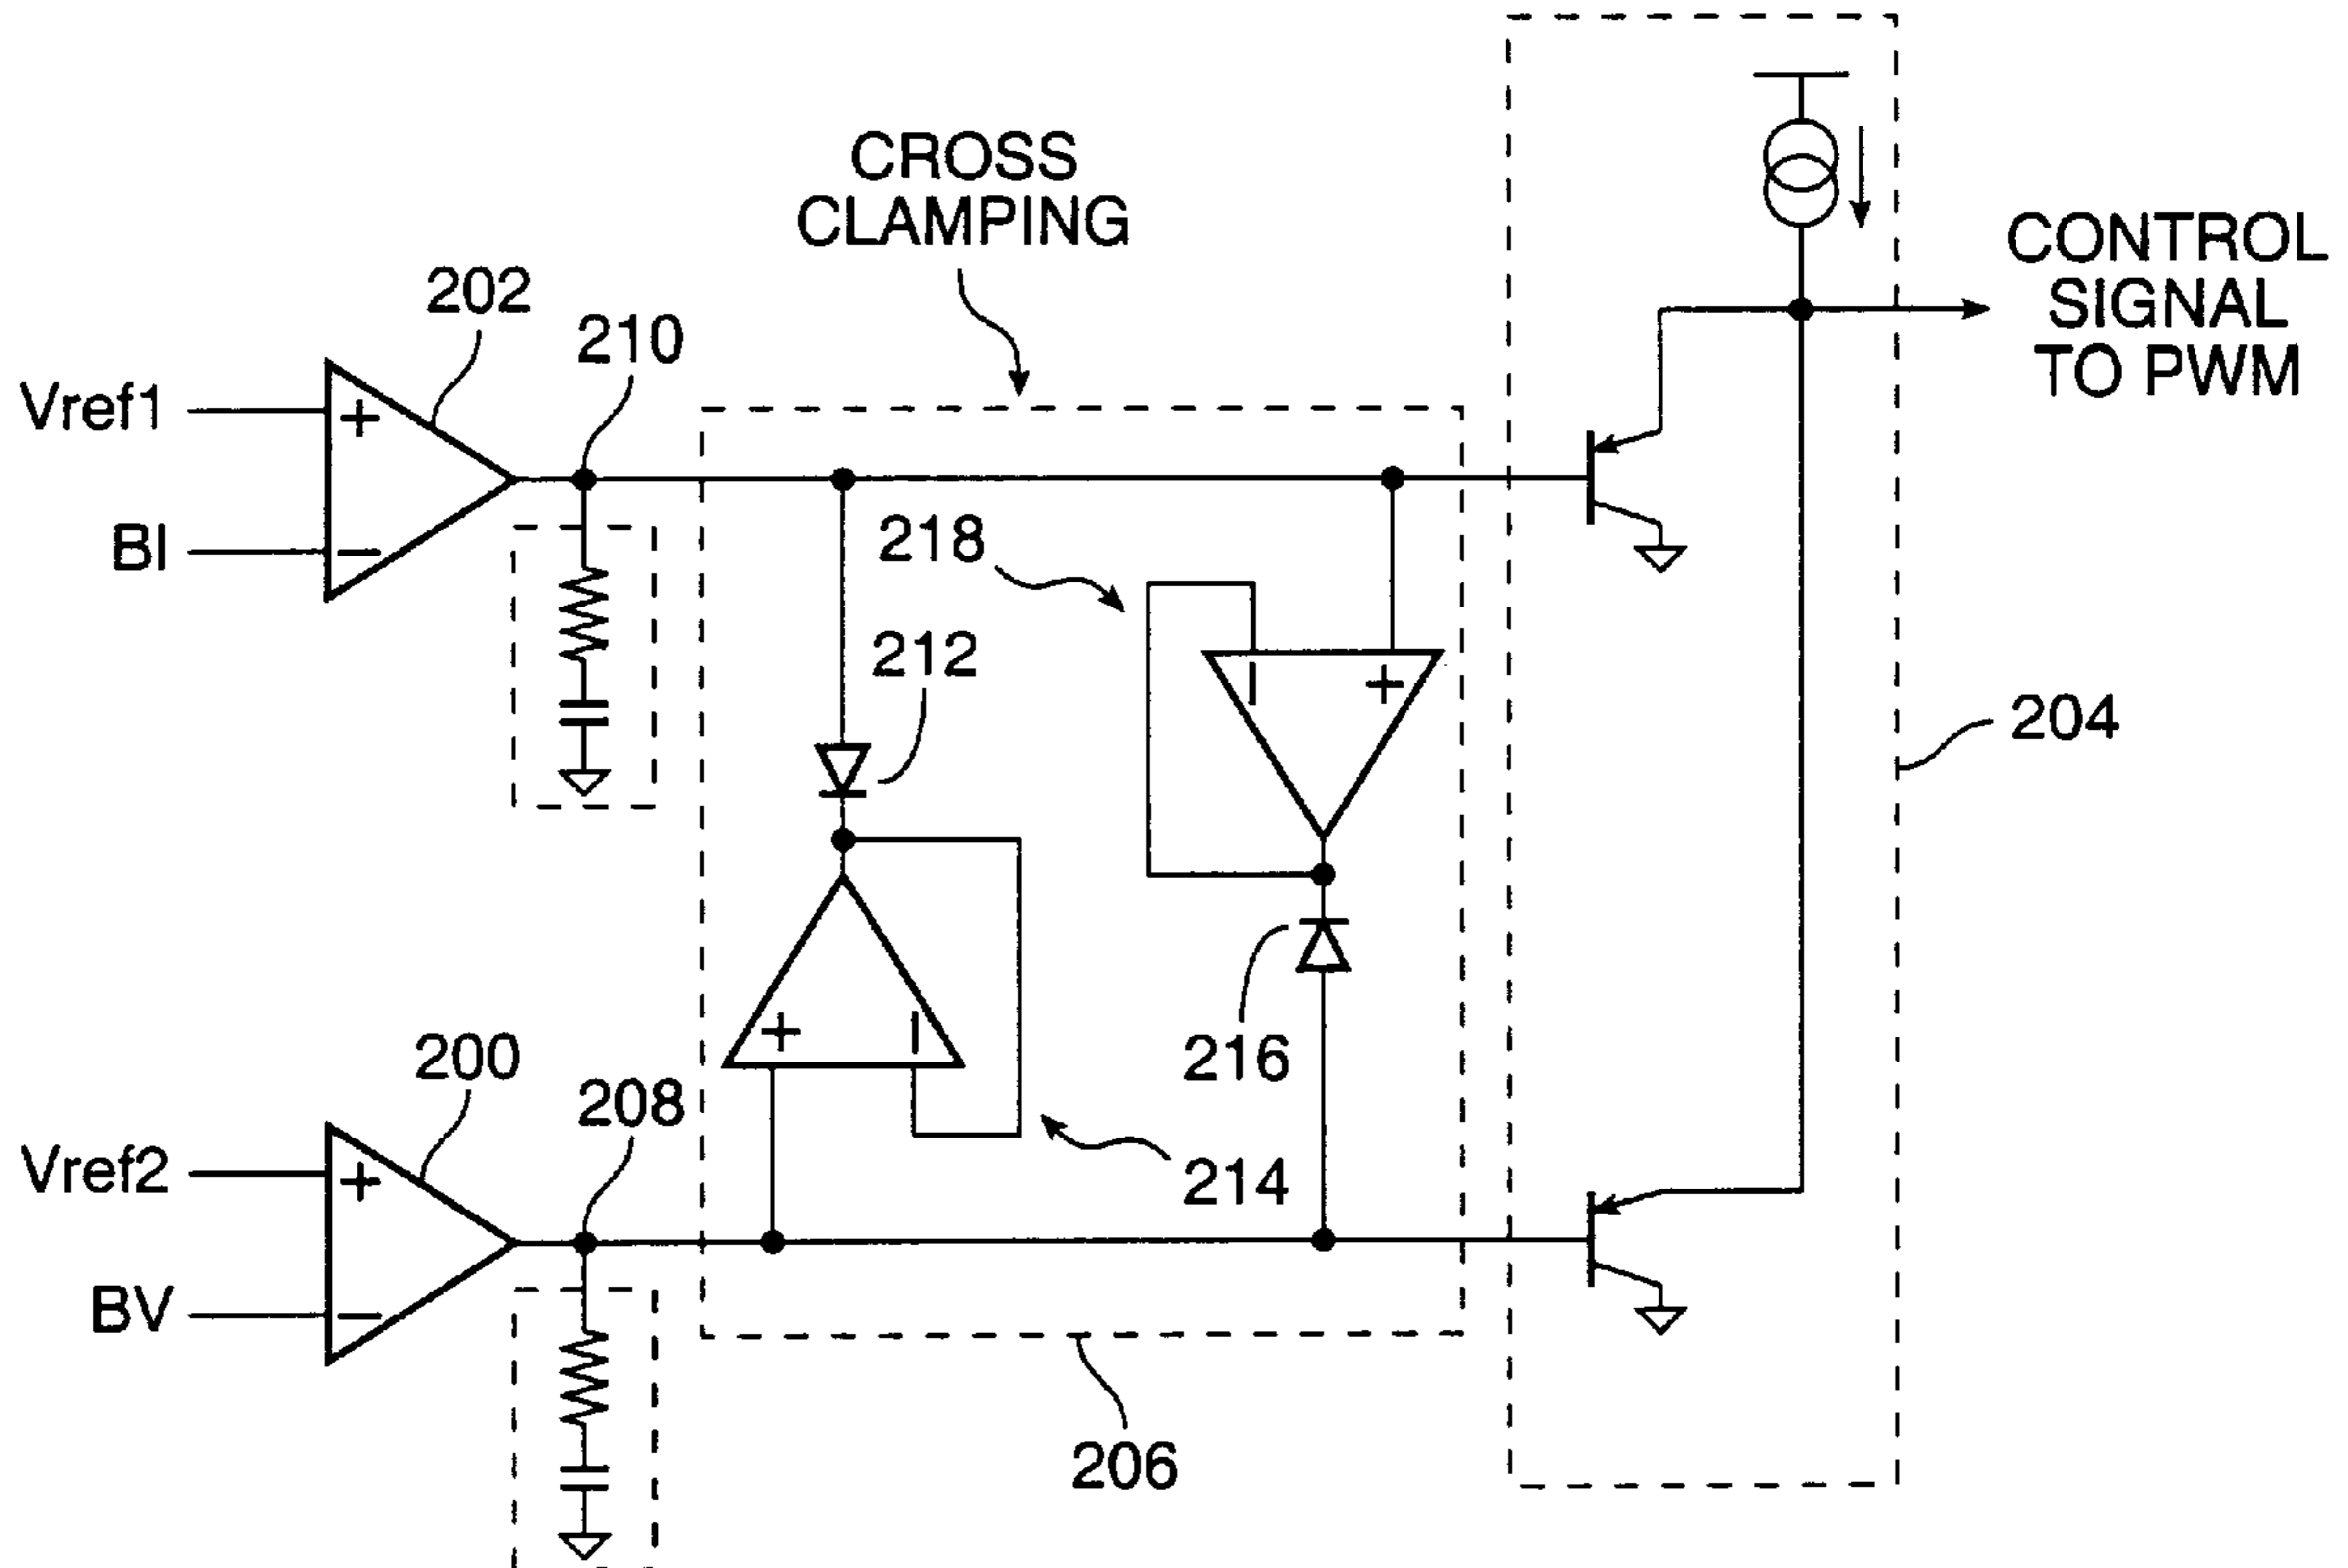 CROSS
CLAMPING
CONTROL
SIGNAL
TO PWM
202
210
Vref1
+
BI
−
218
212
−
+
204
+
−
216
200
208
214
Vref2
+
BV
−
206